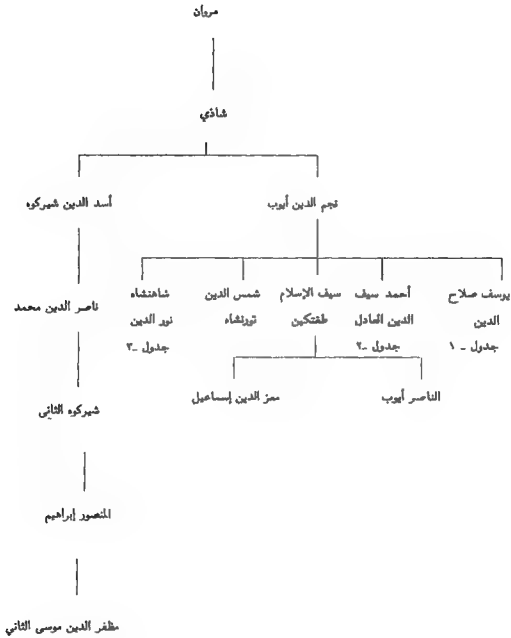 مروان
شاذي
نجم الدين أيوب
أسد الدين شيركوه
يوسف صلاح
الدين
جدول - ١
أحمد سيف
الدين العادل
جدول -٢
سيف الإسلام
طفتكين
شمس الدين
تورنشاه
شاهنشاه
نور الدين
جدول -٣
ناصر الدين محمد
الناصر أيوب
معز الدين إسماعيل
شيركوه الثاني
المنصور إبراهيم
مظفر الدين موسى الثاني